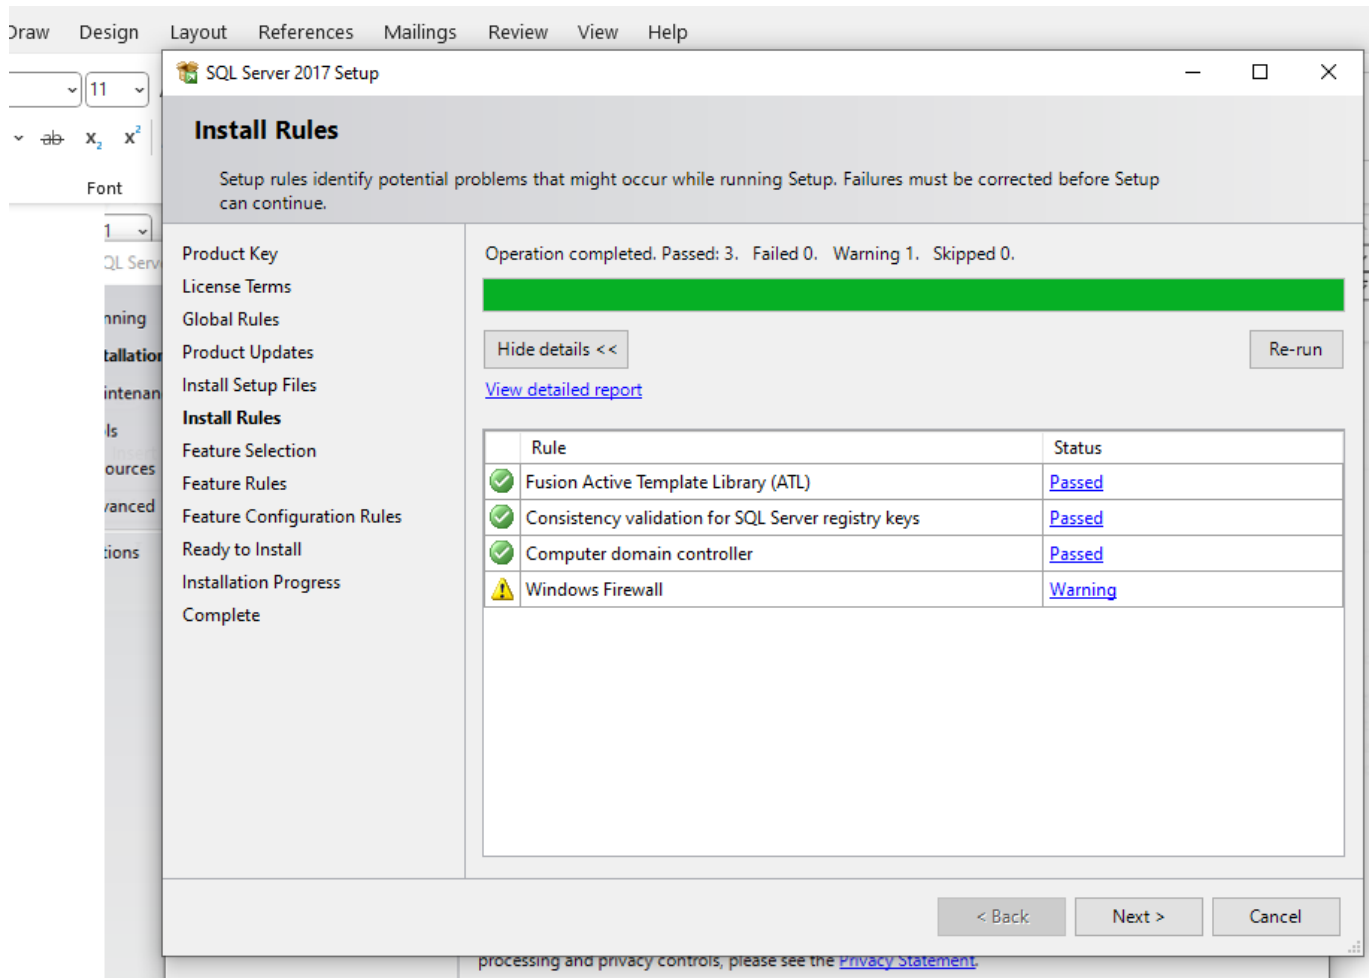 Draw Design Layout References Mailings Review View Help
SQL Server 2017 Setup
11
Install Rules
ab x₂ x²
Setup rules identify potential problems that might occur while running Setup. Failures must be corrected before Setup
can continue.
Font
Product Key
License Terms
Global Rules
Product Updates
Install Setup Files
Install Rules
Feature Selection
Feature Rules
Feature Configuration Rules
Ready to Install
Installation Progress
Complete
Operation completed. Passed: 3. Failed 0. Warning 1. Skipped 0.
Hide details <<
Re-run
View detailed report
Rule Status
Fusion Active Template Library (ATL) Passed
Consistency validation for SQL Server registry keys Passed
Computer domain controller Passed
Windows Firewall Warning
< Back Next > Cancel
processing and privacy controls, please see the Privacy Statement.